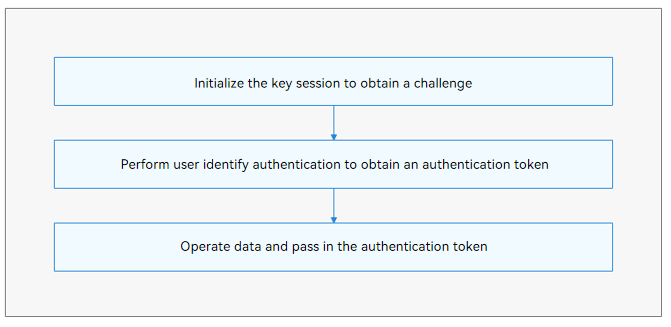 Initialize the key session to obtain a challenge
Perform user identify authentication to obtain an authentication token
Operate data and pass in the authentication token